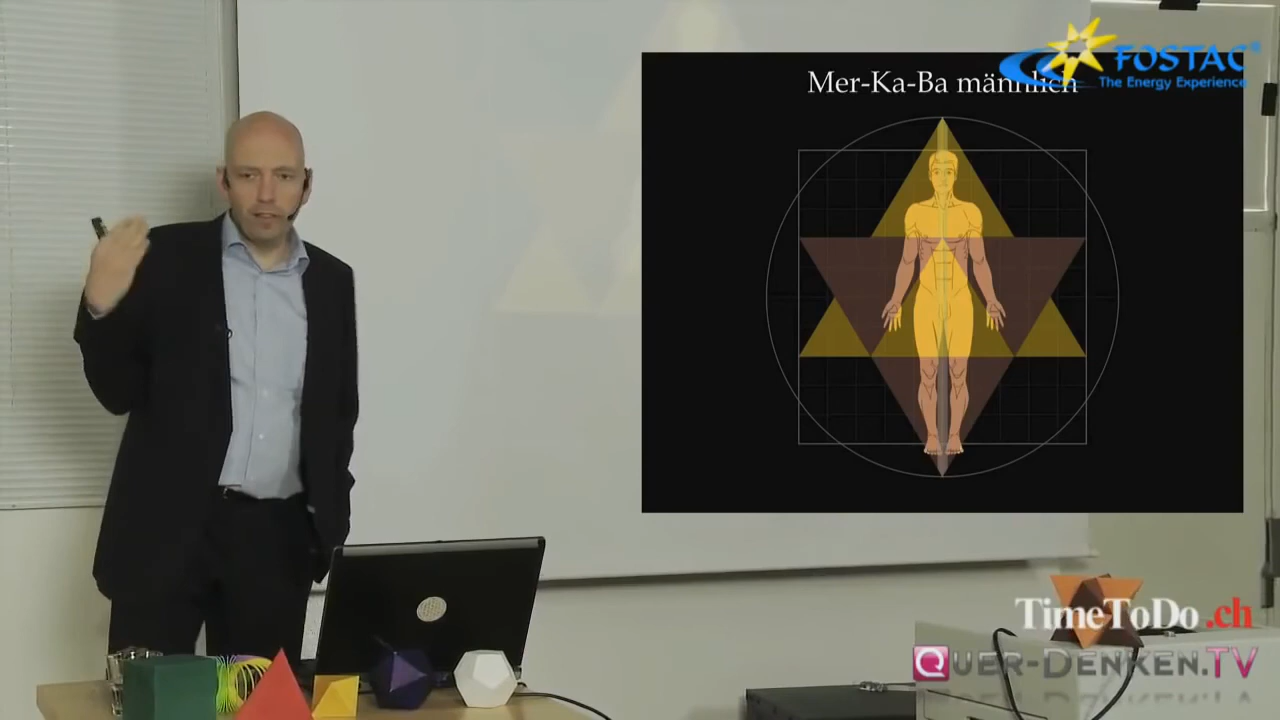 FOSTAC®
The Energy Experience
Mer-Ka-Ba männlich
TimeToDo.ch
QUER-DENKEN.TV